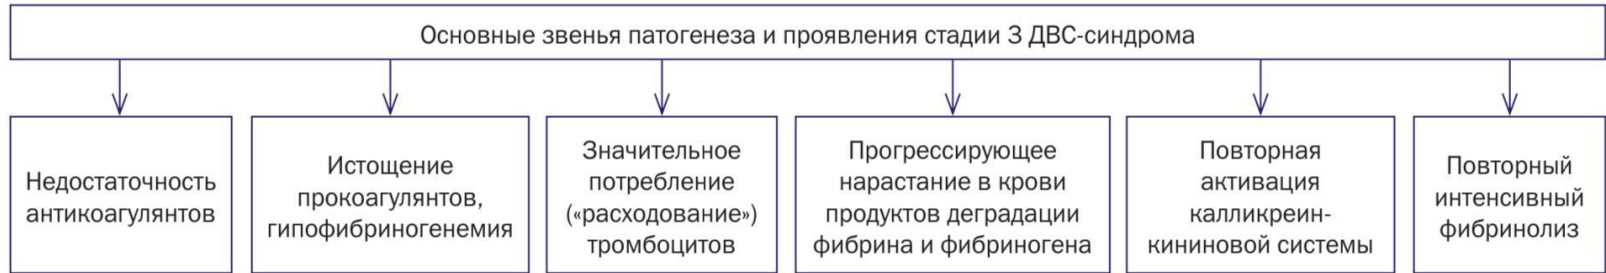 Основные звенья патогенеза и проявления стадии 3 ДВС-синдрома
Недостаточность
антикоагулянтов
Истощение
прокоагулянтов,
гипофибриногенемия
Значительное
потребление
(«расходование»)
тромбоцитов
Прогрессирующее
нарастание в крови
продуктов деградации
фибрина и фибриногена
Повторная
активация
калликреин-
кининовой системы
Повторный
интенсивный
фибринолиз